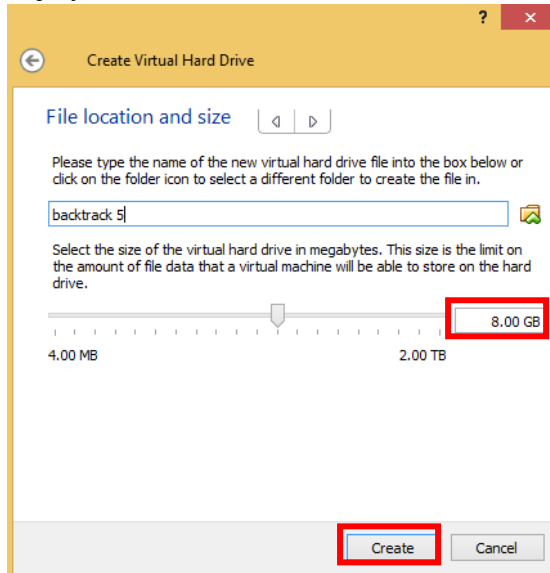 ?
×
Create Virtual Hard Drive
File location and size
Please type the name of the new virtual hard drive file into the box below or
click on the folder icon to select a different folder to create the file in.
backtrack 5
Select the size of the virtual hard drive in megabytes. This size is the limit on
the amount of file data that a virtual machine will be able to store on the hard
drive.
8.00 GB
4.00 MB 2.00 TB
Create Cancel